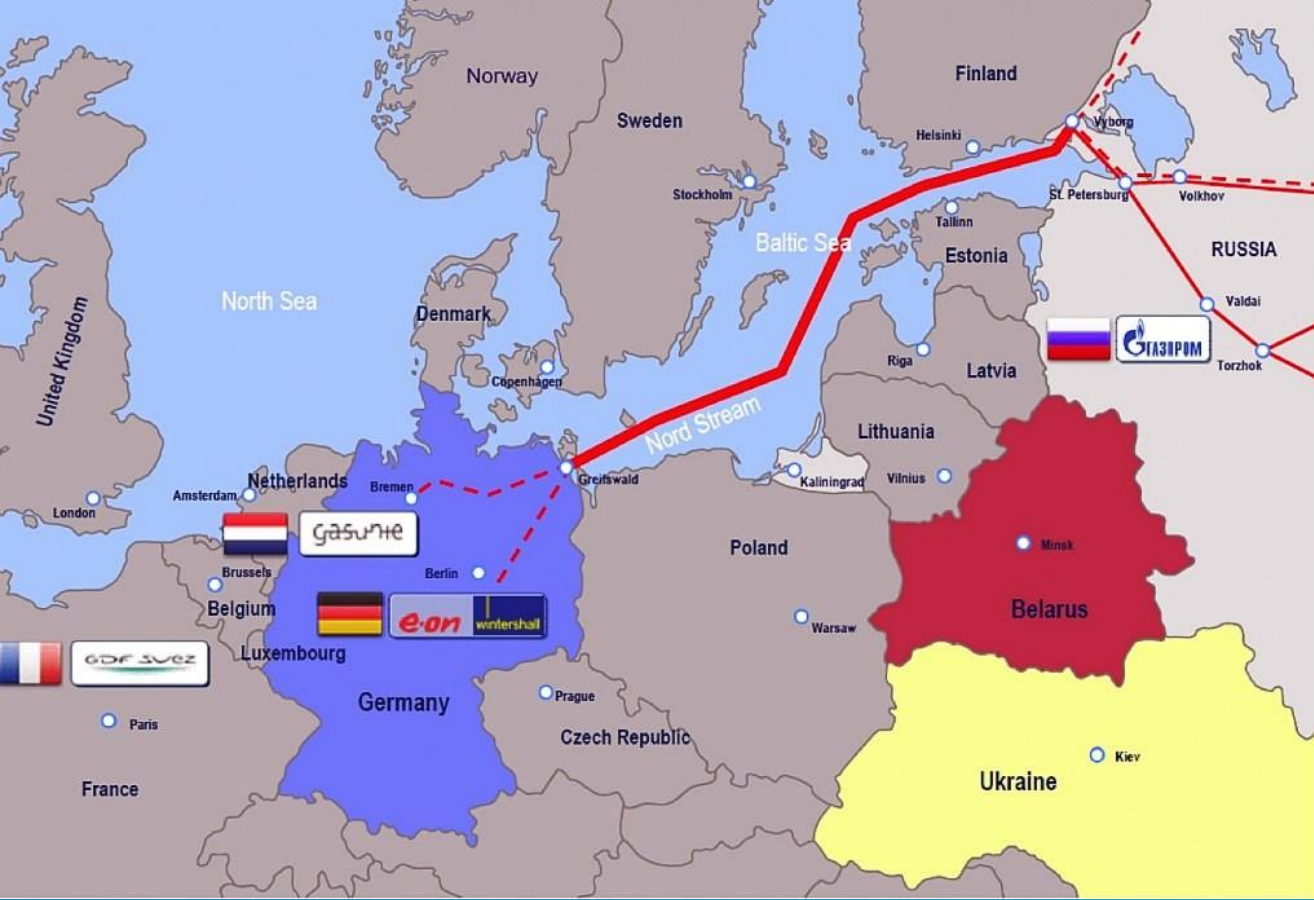 Norway
Finland
Sweden
Vyborg
Helsinki
Stockholm
St. Petersburg
Volkhov
Tallinn
Baltic Sea
RUSSIA
Estonia
North Sea
Valdai
Denmark
United Kingdom
ГАЗПРОМ
Riga
Torzhok
Latvia
Copenhagen
Nord Stream
Lithuania
Greifswald
Kaliningrad
Vilnius
Netherlands
Bremen
Amsterdam
London
gasunie
Poland
Minsk
Brussels
Berlin
Belgium
Belarus
e·on
wintershall
Warsaw
Luxembourg
GDF SUEZ
Germany
Prague
Paris
Czech Republic
Kiev
Ukraine
France